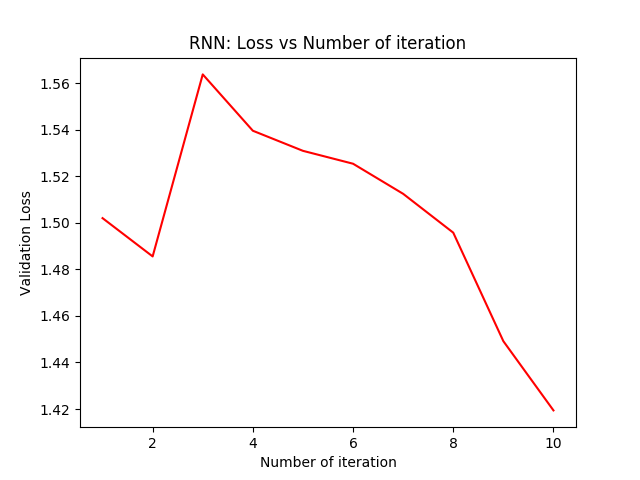 RNN: Loss vs Number of iteration
1.56
1.54
1.52
1.50
1.48
1.46
1.44
1.42
Validation Loss
2 4 6 8 10
Number of iteration